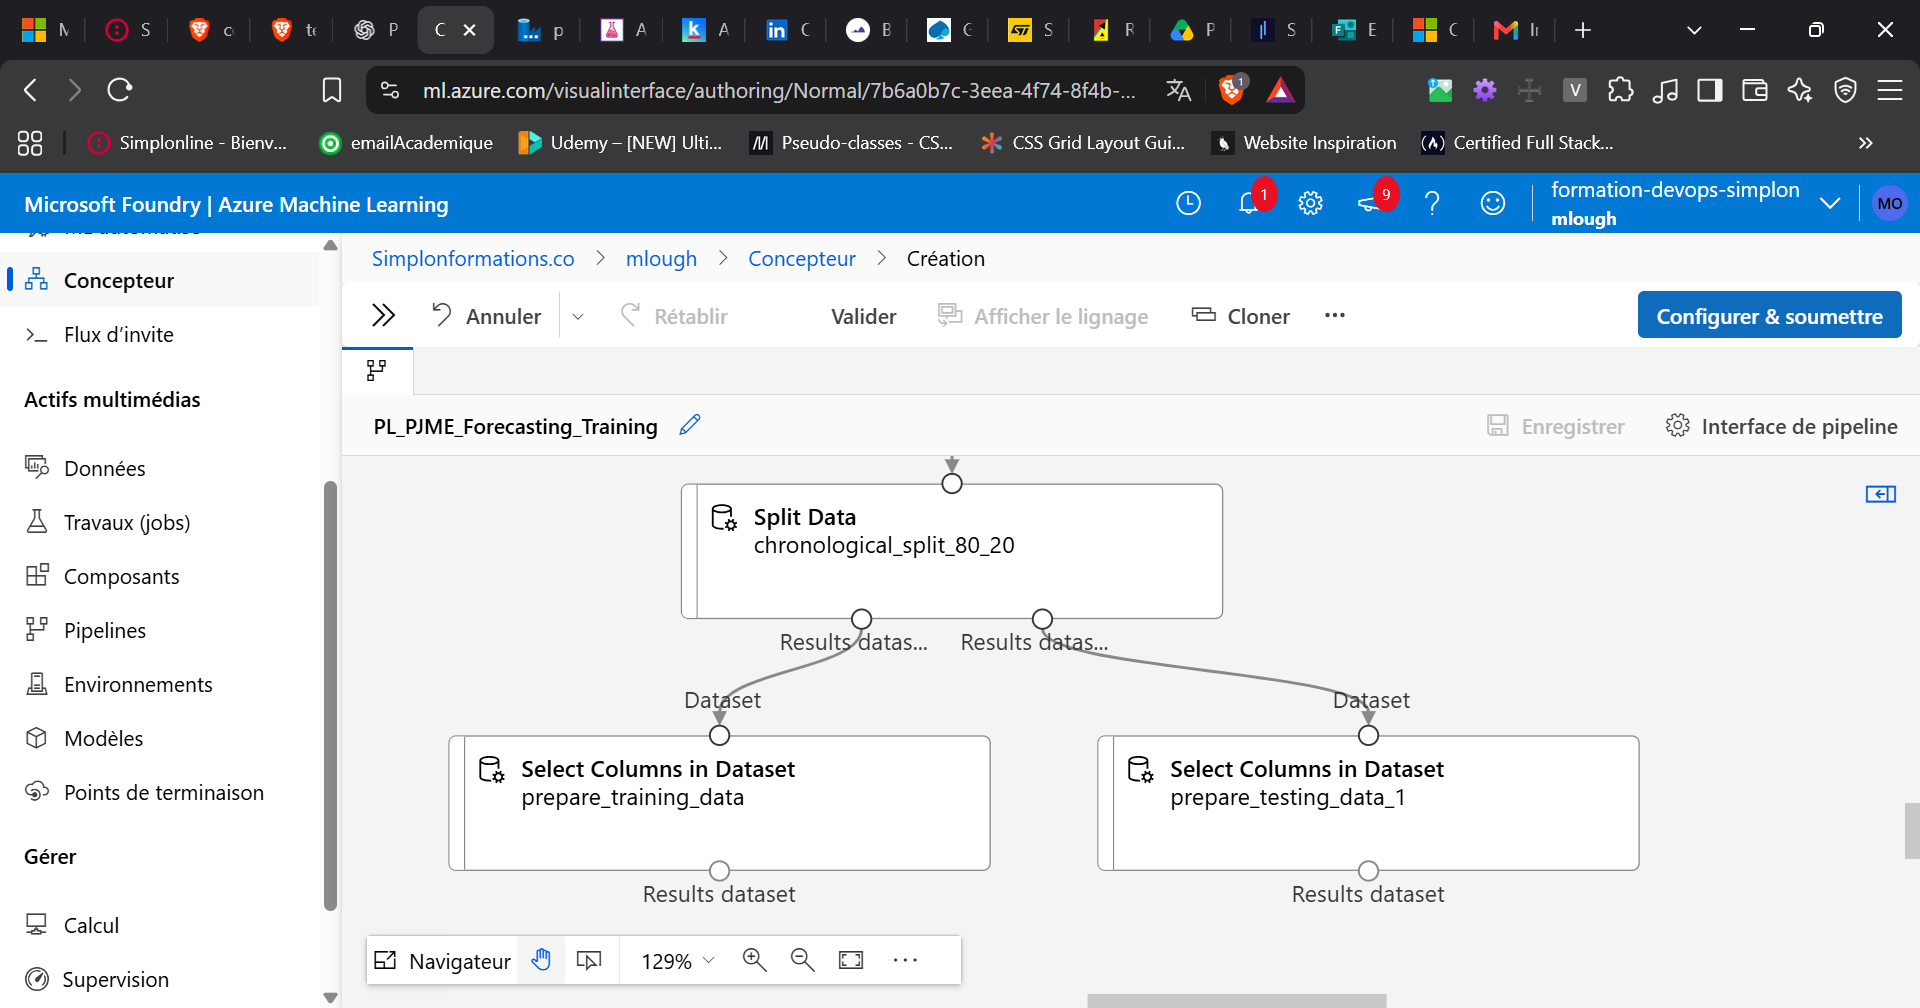 ml.azure.com/visualinterface/authoring/Normal/7b6a0b7c-3eea-4f74-8f4b-...
Simplonline - Bienv...
emailAcademique
Udemy – [NEW] Ulti...
Pseudo-classes - CS...
CSS Grid Layout Gui...
Website Inspiration
Certified Full Stack...
Microsoft Foundry | Azure Machine Learning
1
9
formation-devops-simplon
mlough
MO
Concepteur
Flux d’invite
Actifs multimédias
Données
Travaux (jobs)
Composants
Pipelines
Environnements
Modèles
Points de terminaison
Gérer
Calcul
Supervision
Simplonformations.co > mlough > Concepteur > Création
Annuler
Rétablir
Valider
Afficher le lignage
Cloner
Configurer & soumettre
PL_PJME_Forecasting_Training
Enregistrer
Interface de pipeline
Split Data
chronological_split_80_20
Results datas...
Results datas...
Dataset
Dataset
Select Columns in Dataset
prepare_training_data
Select Columns in Dataset
prepare_testing_data_1
Results dataset
Results dataset
Navigateur
129%